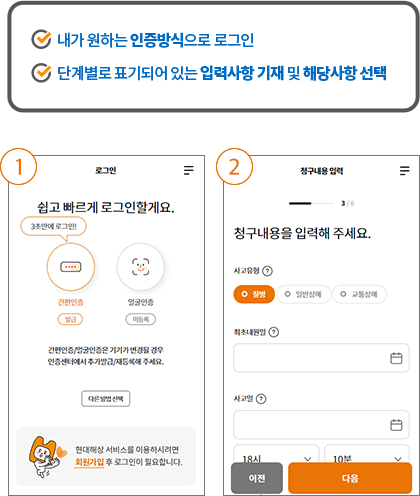 내가 원하는 인증방식으로 로그인
단계별로 표기되어 있는 입력사항 기재 및 해당사항 선택
1
로그인
쉽고 빠르게 로그인할게요.
3초만에 로그인!
간편인증
얼굴인증
발급
미등록
간편인증/얼굴인증은 기기가 변경될 경우
인증센터에서 추가발급/재등록해 주세요.
다른 방법 선택
현대해상 서비스를 이용하시려면
회원가입 후 로그인이 필요합니다.
2
청구내용 입력
3 / 6
청구내용을 입력해 주세요.
사고유형 ?
질병
일반상해
교통상해
최초내원일 ?
사고일 ?
18시
10분
이전
다음